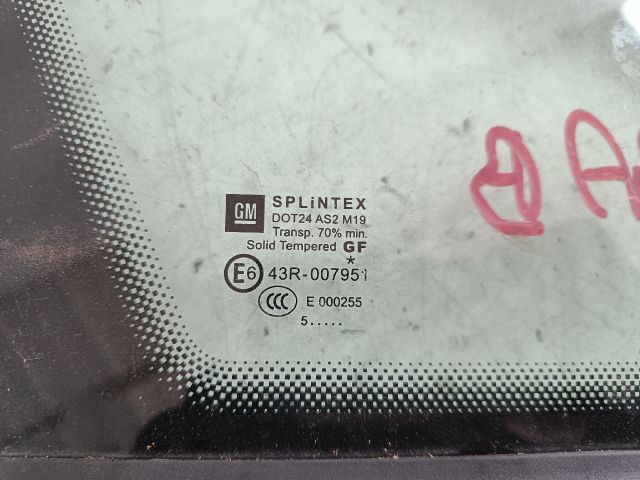 GM
SPLiNTEX
DOT24 AS2 M19
Transp. 70% min.
Solid Tempered GF
*
E6 43R-007951
CCC E 000255
5.....